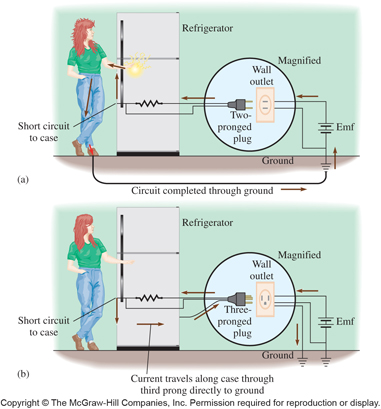 Refrigerator
Magnified
Wall
outlet
Short circuit
to case
Two-
pronged
plug
Emf
Ground
(a)
Circuit completed through ground
Refrigerator
Magnified
Wall
outlet
Short circuit
to case
Three-
pronged
plug
Emf
Ground
(b)
Current travels along case through
third prong directly to ground
Copyright © The McGraw-Hill Companies, Inc. Permission required for reproduction or display.